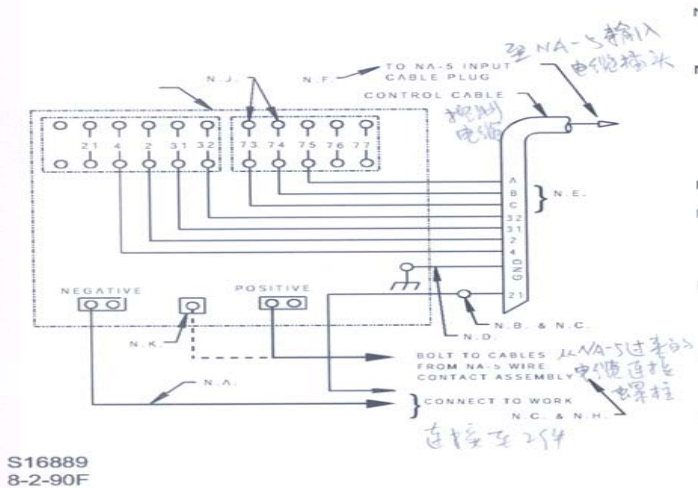 至NA-5输入
电缆插头
N.J.
N.F.
TO NA-5 INPUT
CABLE PLUG
CONTROL CABLE
控制
电缆
21 4 2 31 32
73 74 75 76 77
A
B
C
N.E.
32
31
2
4
GND
21
NEGATIVE
POSITIVE
N.B. & N.C.
N.D.
N.K.
BOLT TO CABLES
FROM NA-5 WIRE
CONTACT ASSEMBLY
从NA-5过来的
电缆连接
螺柱
N.A.
CONNECT TO WORK
N.C. & N.H.
连接至工件
S16889
8-2-90F